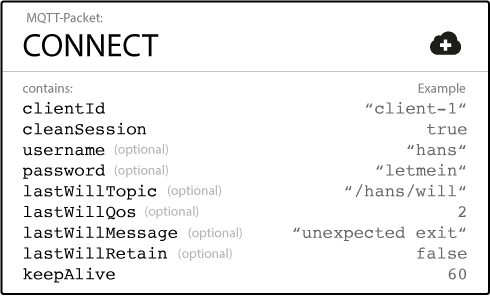 MQTT-Packet:
CONNECT
contains: Example
clientId “client-1“
cleanSession true
username (optional) “hans“
password (optional) “letmein“
lastWillTopic (optional) “/hans/will“
lastWillQos (optional) 2
lastWillMessage (optional) “unexpected exit“
lastWillRetain (optional) false
keepAlive 60